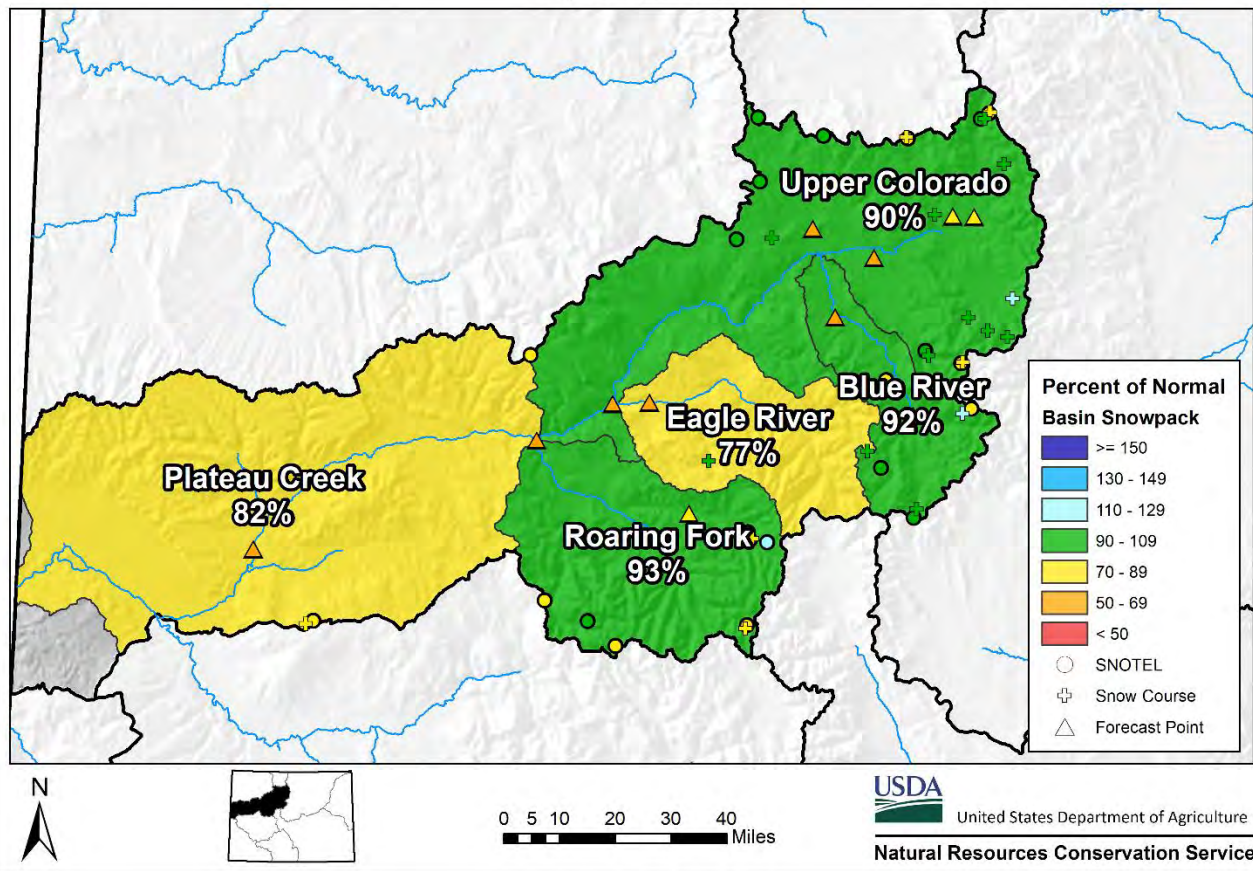 Upper Colorado
90%
Blue River
92%
Eagle River
77%
Plateau Creek
82%
Roaring Fork
93%
Percent of Normal
Basin Snowpack
>= 150
130 - 149
110 - 129
90 - 109
70 - 89
50 - 69
< 50
SNOTEL
Snow Course
Forecast Point
N
0 5 10 20 30 40
Miles
USDA
United States Department of Agriculture
Natural Resources Conservation Service